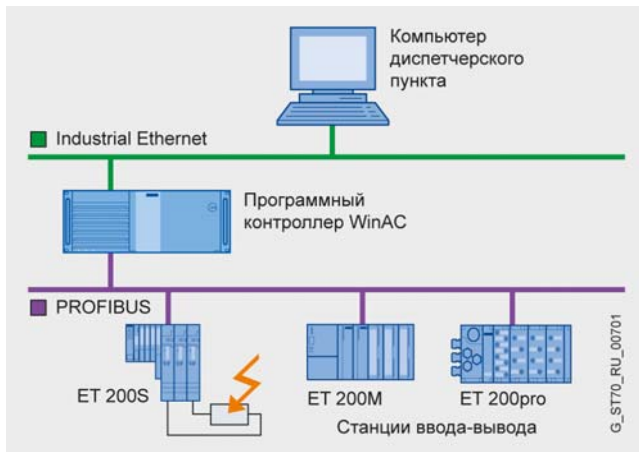 Компьютер
диспетчерского
пункта
Industrial Ethernet
Программный
контроллер WinAC
PROFIBUS
ET 200S
ET 200M
ET 200pro
Станции ввода-вывода
G_ST70_RU_00701